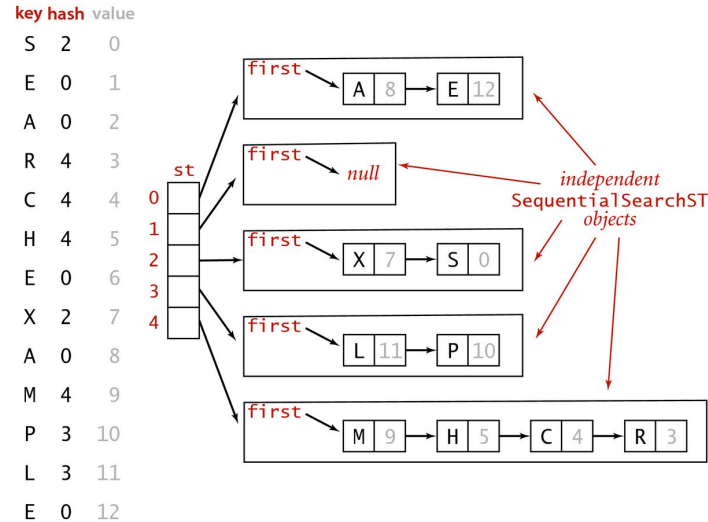 key hash value
S 2 0
E 0 1
A 0 2
R 4 3
C 4 4
H 4 5
E 0 6
X 2 7
A 0 8
M 4 9
P 3 10
L 3 11
E 0 12
st
0
1
2
3
4
first
A 8 E 12
first
null
first
X 7 S 0
first
L 11 P 10
first
M 9 H 5 C 4 R 3
independent
SequentialSearchST
objects